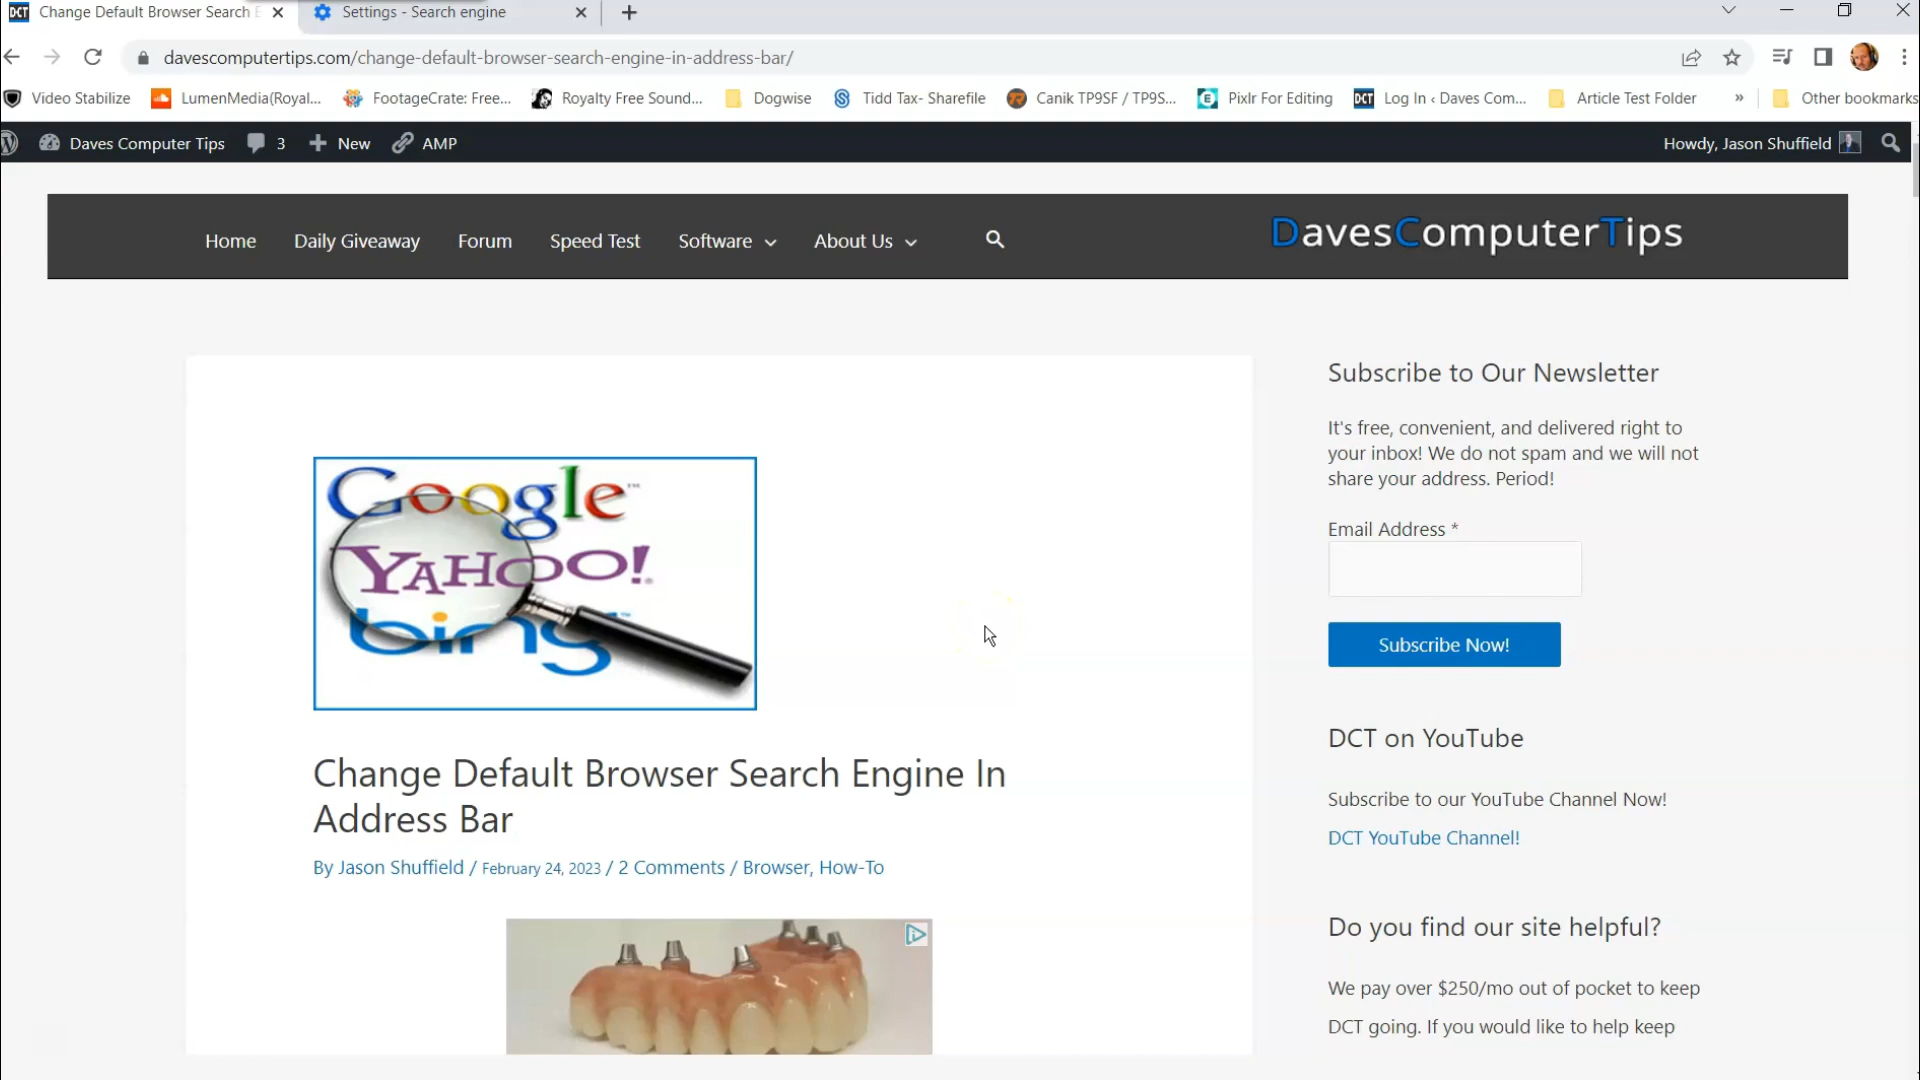 DCT Change Default Browser Search E
Settings - Search engine
davescomputertips.com/change-default-browser-search-engine-in-address-bar/
Video Stabilize
LumenMedia(Royal...
FootageCrate: Free...
Royalty Free Sound...
Dogwise
Tidd Tax- Sharefile
Canik TP9SF / TP9S...
Pixlr For Editing
DCT Log In ‹ Daves Com...
Article Test Folder
»
Other bookmarks
Daves Computer Tips
3
New
AMP
Howdy, Jason Shuffield
Home
Daily Giveaway
Forum
Speed Test
Software
About Us
DavesComputerTips
Google™
YAHOO!
bing™
Change Default Browser Search Engine In
Address Bar
By Jason Shuffield / February 24, 2023 / 2 Comments / Browser, How-To
Subscribe to Our Newsletter
It's free, convenient, and delivered right to
your inbox! We do not spam and we will not
share your address. Period!
Email Address *
Subscribe Now!
DCT on YouTube
Subscribe to our YouTube Channel Now!
DCT YouTube Channel!
Do you find our site helpful?
We pay over $250/mo out of pocket to keep
DCT going. If you would like to help keep